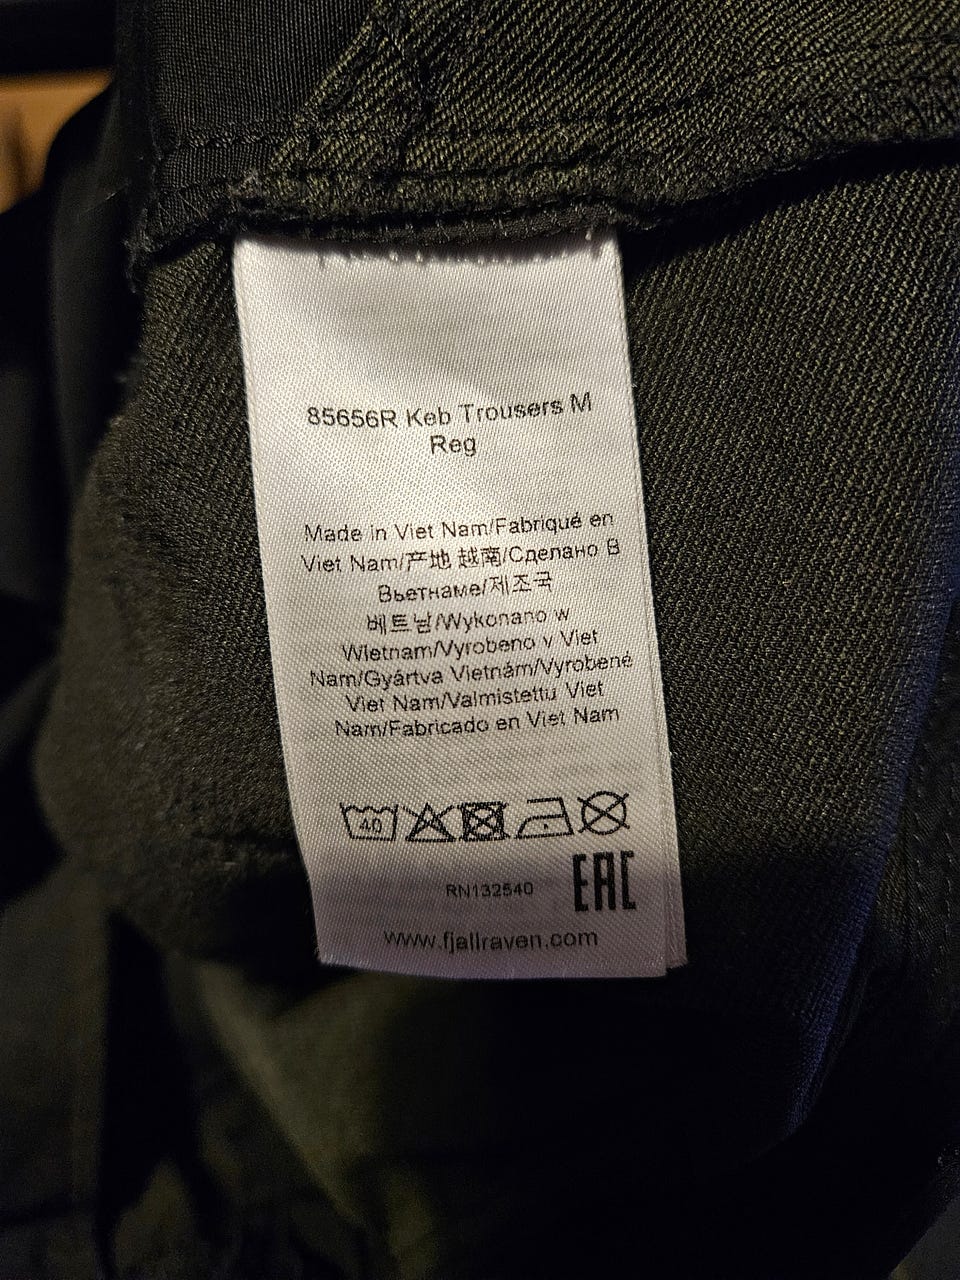 85656R Keb Trousers M
Reg
Made in Viet Nam/Fabriqué en
Viet Nam/产地 越南/Сделано В
Вьетнаме/제조국
베트남/Wykonano w
Wietnam/Vyrobeno v Viet
Nam/Gyártva Vietnám/Vyrobené
Viet Nam/Valmistettu Viet
Nam/Fabricado en Viet Nam
40
EAC
RN132540
www.fjallraven.com